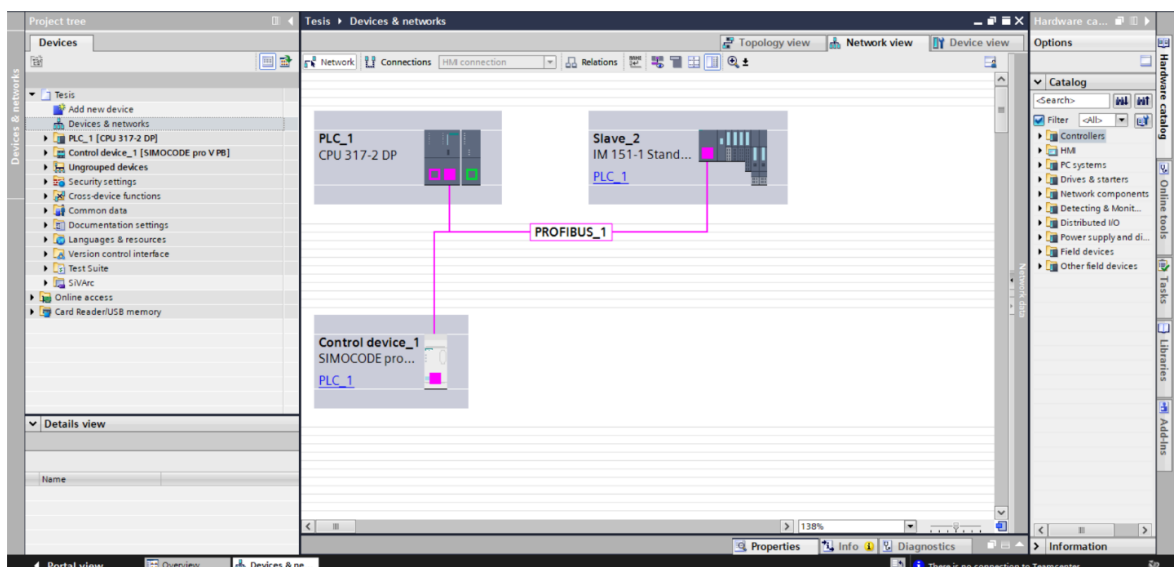 Project tree
Devices
Tesis
Add new device
Devices & networks
PLC_1 [CPU 317-2 DP]
Control device_1 [SIMOCODE pro V PB]
Ungrouped devices
Security settings
Cross-device functions
Common data
Documentation settings
Languages & resources
Version control interface
Test Suite
SiVArc
Online access
Card Reader/USB memory
Details view
Name
Devices & networks
Tesis ▸ Devices & networks
Topology view
Network view
Device view
Network
Connections
HMI connection
Relations
PLC_1
CPU 317-2 DP
Slave_2
IM 151-1 Stand...
PLC_1
PROFIBUS_1
Control device_1
SIMOCODE pro...
PLC_1
138%
Network data
Properties
Info
Diagnostics
Hardware ca...
Options
Catalog
<Search>
Filter
<All>
Controllers
HMI
PC systems
Drives & starters
Network components
Detecting & Monit...
Distributed I/O
Power supply and di...
Field devices
Other field devices
Information
Hardware catalog
Online tools
Tasks
Libraries
Add-Ins
Portal view
Overview
Devices & ne...
There is no connection to Teamcenter